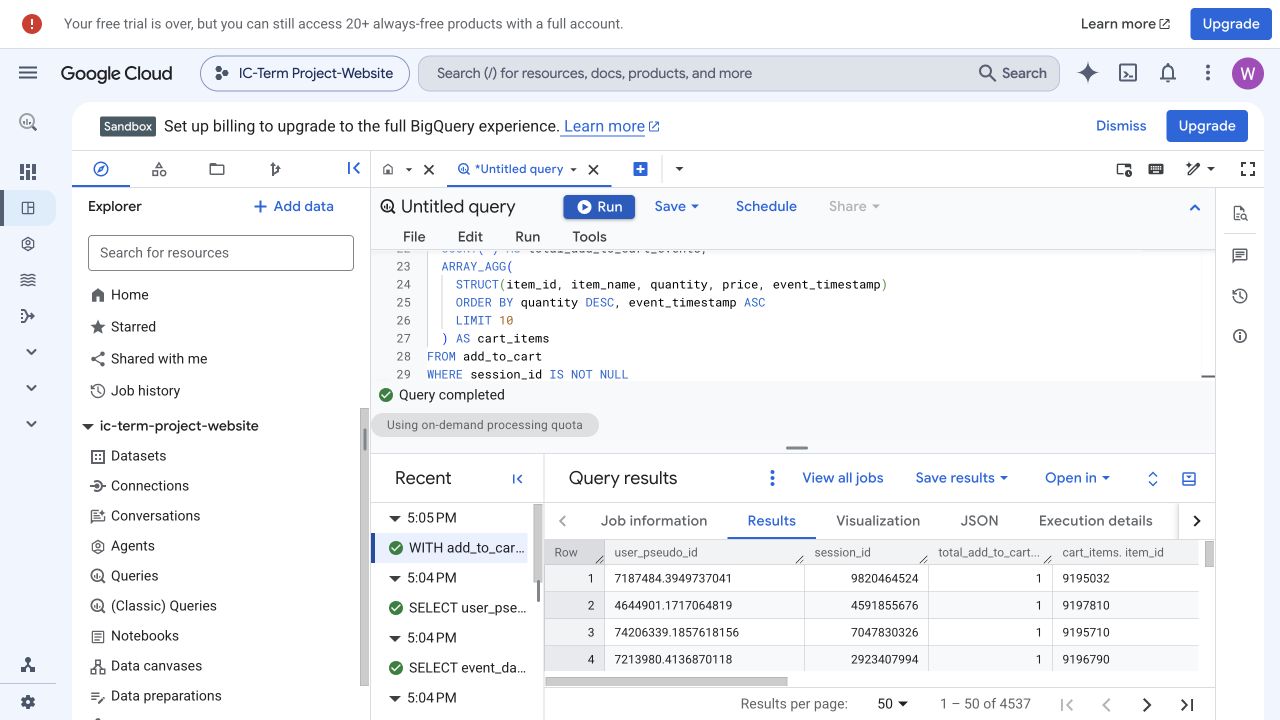 Your free trial is over, but you can still access 20+ always-free products with a full account.
Learn more
Upgrade
Google Cloud
IC-Term Project-Website
Search (/) for resources, docs, products, and more
Search
W
Sandbox
Set up billing to upgrade to the full BigQuery experience. Learn more
Dismiss
Upgrade
*Untitled query
Explorer
Add data
Search for resources
Home
Starred
Shared with me
Job history
ic-term-project-website
Datasets
Connections
Conversations
Agents
Queries
(Classic) Queries
Notebooks
Data canvases
Data preparations
Untitled query
Run
Save
Schedule
Share
File
Edit
Run
Tools
23 ARRAY_AGG(
24 STRUCT(item_id, item_name, quantity, price, event_timestamp)
25 ORDER BY quantity DESC, event_timestamp ASC
26 LIMIT 10
27 ) AS cart_items
28 FROM add_to_cart
29 WHERE session_id IS NOT NULL
Query completed
Using on-demand processing quota
Recent
5:05 PM
WITH add_to_car...
5:04 PM
SELECT user_pse...
5:04 PM
SELECT event_da...
5:04 PM
Query results
View all jobs
Save results
Open in
Job information
Results
Visualization
JSON
Execution details
Row user_pseudo_id session_id total_add_to_cart... cart_items. item_id
1 7187484.3949737041 9820464524 1 9195032
2 4644901.1717064819 4591855676 1 9197810
3 74206339.1857618156 7047830326 1 9195710
4 7213980.4136870118 2923407994 1 9196790
Results per page: 50 1 – 50 of 4537